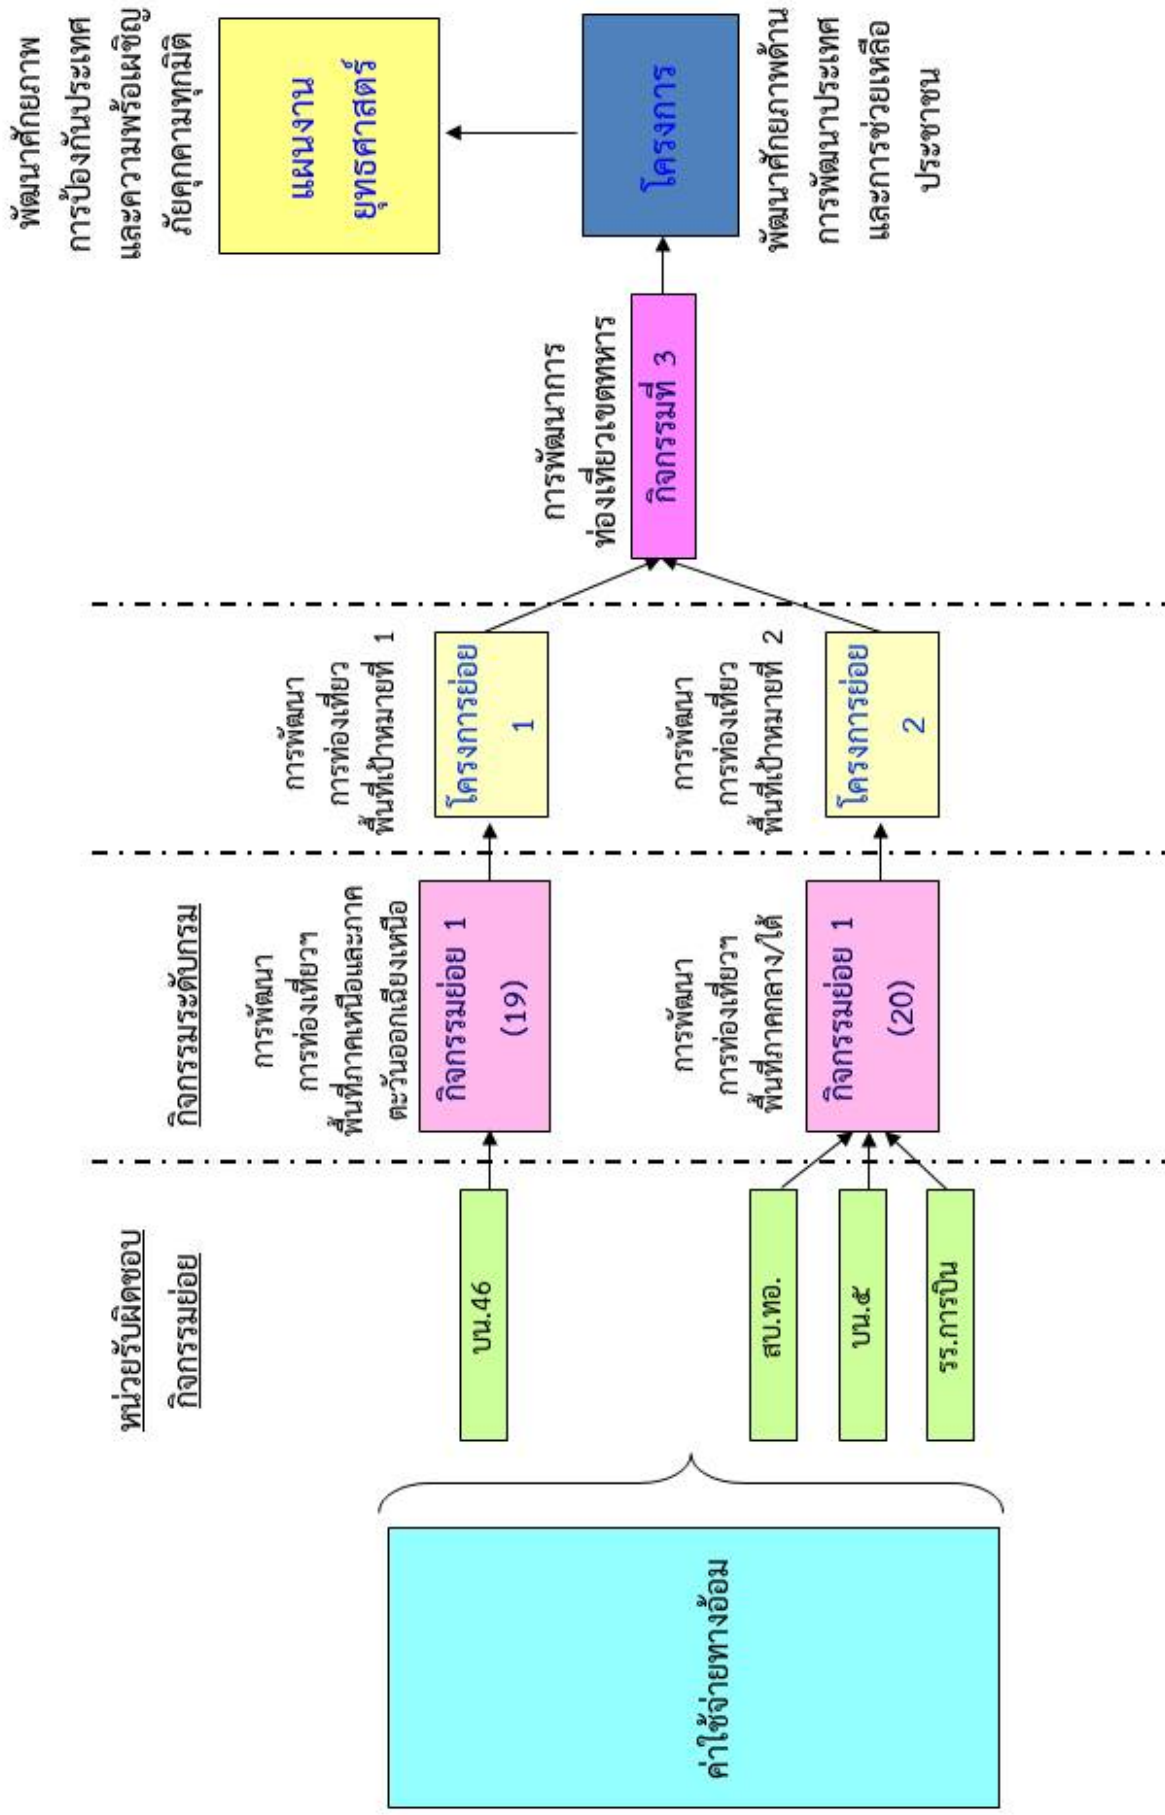 หน่วยรับผิดชอบ
กิจกรรมย่อย
กิจกรรมระดับกรม
พัฒนาศักยภาพ
การป้องกันประเทศ
และความพร้อเผชิญ
ภัยคุกคามทุกมิติ
แผนงาน
ยุทธศาสตร์
การพัฒนา
การท่องเที่ยวฯ
พื้นที่ภาคเหนือและภาค
ตะวันออกเฉียงเหนือ
การพัฒนา
การท่องเที่ยว
พื้นที่เป้าหมายที่ 1
บน.46
กิจกรรมย่อย 1
(19)
โครงการย่อย
1
การพัฒนาการ
ท่องเที่ยวเขตทหาร
กิจกรรมที่ 3
โครงการ
พัฒนาศักยภาพด้าน
การพัฒนาประเทศ
และการช่วยเหลือ
ประชาชน
ค่าใช้จ่ายทางอ้อม
การพัฒนา
การท่องเที่ยวฯ
พื้นที่ภาคกลาง/ใต้
การพัฒนา
การท่องเที่ยว
พื้นที่เป้าหมายที่ 2
สบ.ทอ.
บน.๕
รร.การบิน
กิจกรรมย่อย 1
(20)
โครงการย่อย
2